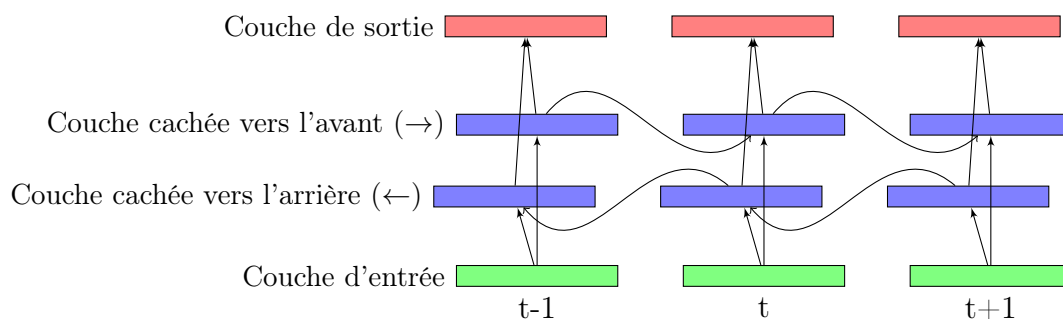 Couche de sortie
Couche cachée vers l'avant (→)
Couche cachée vers l'arrière (←)
Couche d'entrée
t-1 t t+1